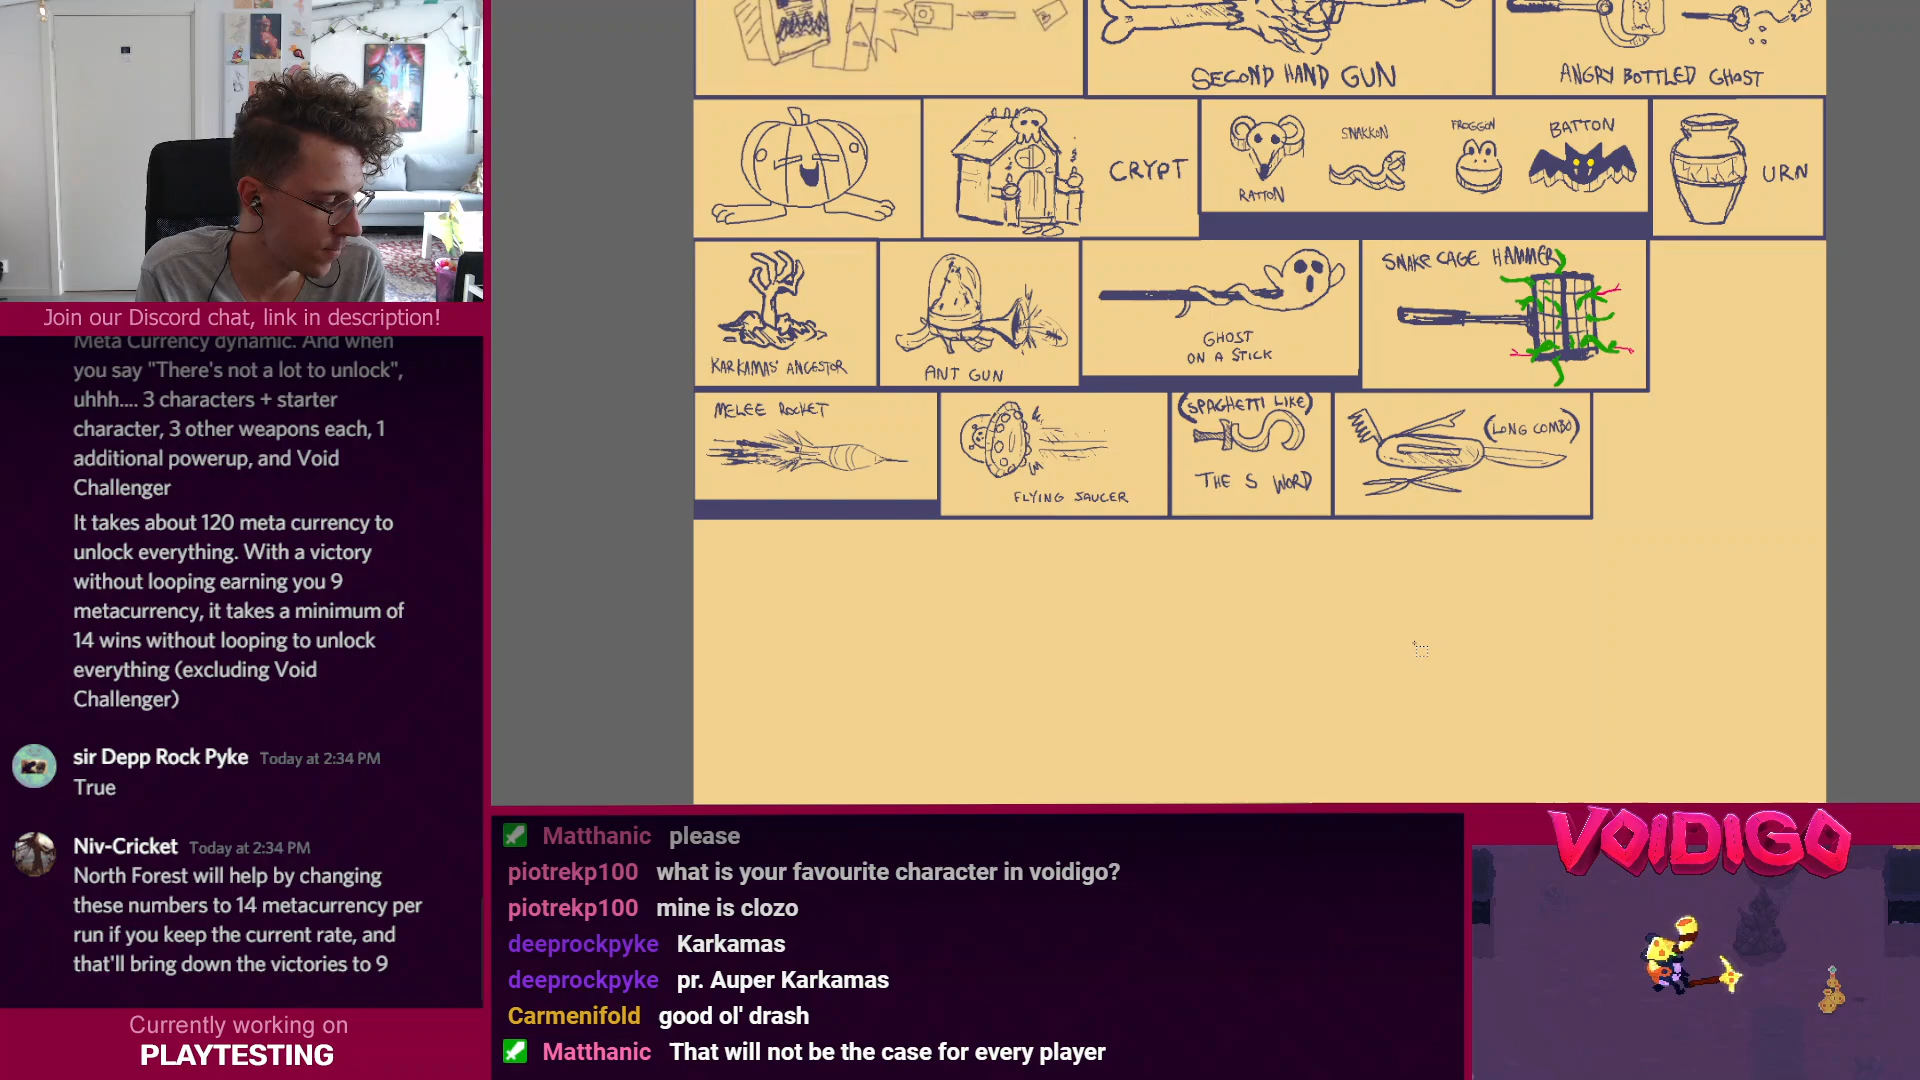 SECOND HAND GUN
ANGRY BOTTLED GHOST
CRYPT
RATTON
SNAKKON
FROGGON
BATTON
URN
KARKAMAS' ANCESTOR
ANT GUN
GHOST
ON A STICK
SNAKE CAGE HAMMER
MELEE ROCKET
FLYING SAUCER
(SPAGHETTI LIKE)
THE S WORD
(LONG COMBO)
Join our Discord chat, link in description!
Meta Currency dynamic. And when
you say "There's not a lot to unlock",
uhhh.... 3 characters + starter
character, 3 other weapons each, 1
additional powerup, and Void
Challenger
It takes about 120 meta currency to
unlock everything. With a victory
without looping earning you 9
metacurrency, it takes a minimum of
14 wins without looping to unlock
everything (excluding Void
Challenger)
sir Depp Rock Pyke Today at 2:34 PM
True
Niv-Cricket Today at 2:34 PM
North Forest will help by changing
these numbers to 14 metacurrency per
run if you keep the current rate, and
that'll bring down the victories to 9
Currently working on
PLAYTESTING
Matthanic please
piotrekp100 what is your favourite character in voidigo?
piotrekp100 mine is clozo
deeprockpyke Karkamas
deeprockpyke pr. Auper Karkamas
Carmenifold good ol' drash
Matthanic That will not be the case for every player
VOIDIGO